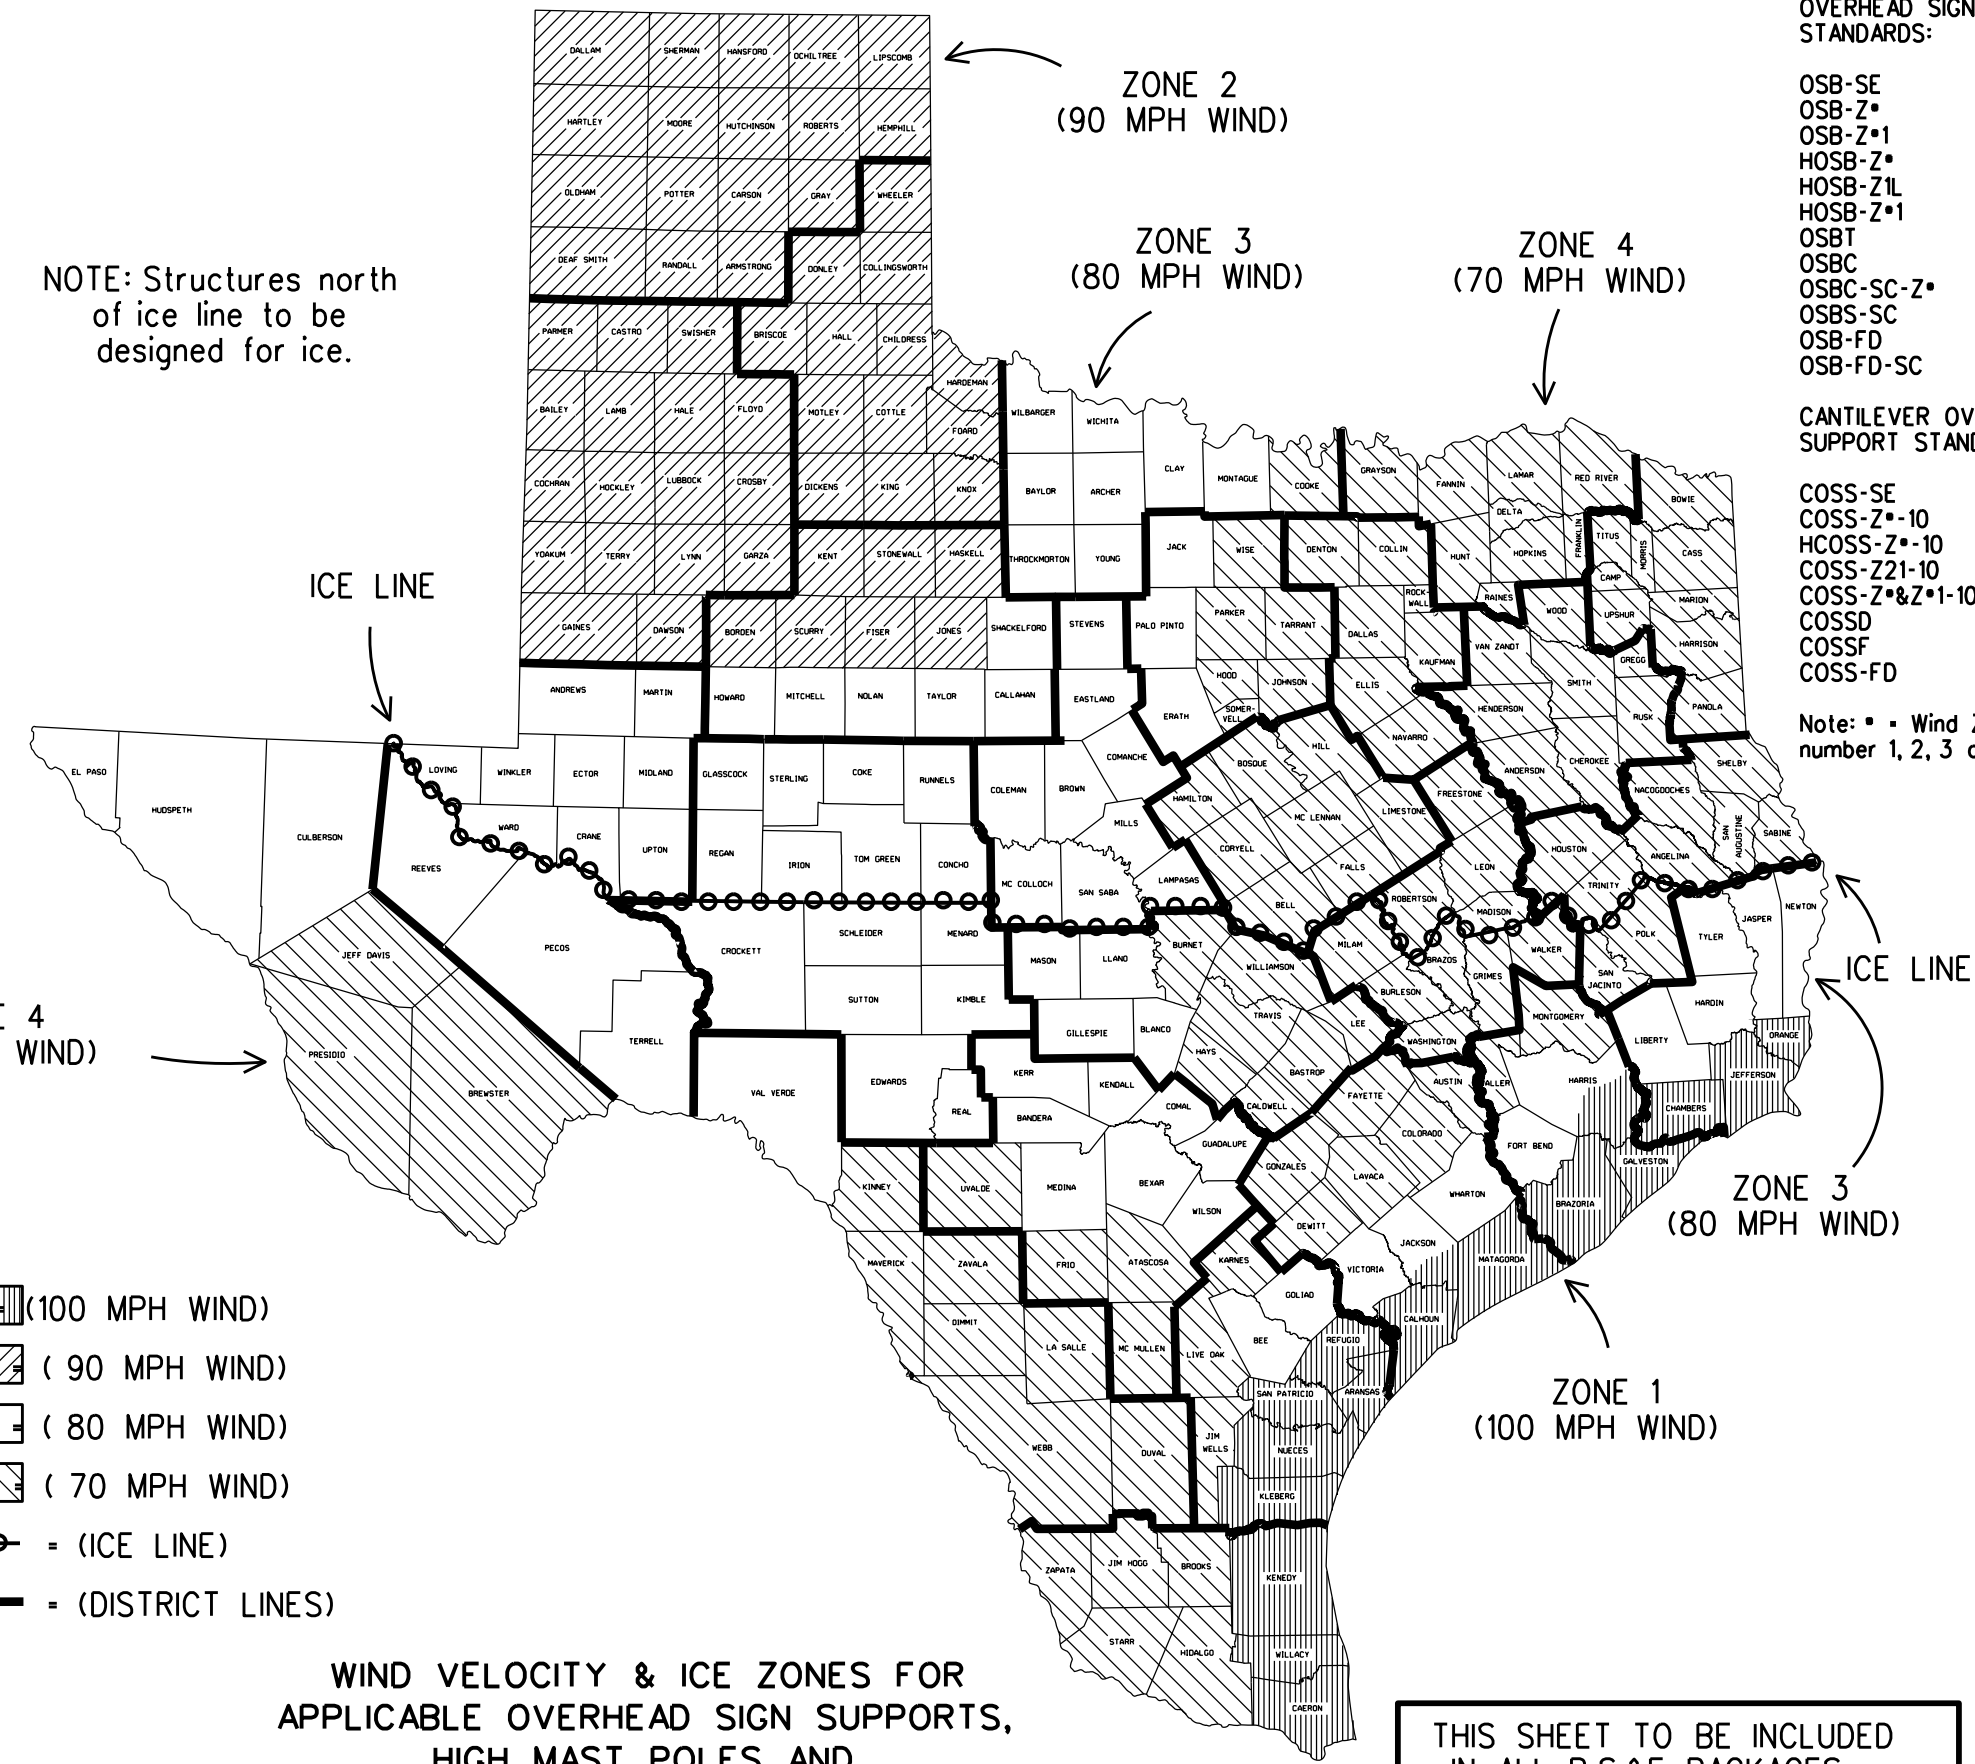 OVERHEAD SIGN
STANDARDS:
OSB-SE
OSB-Z*
OSB-Z*1
HOSB-Z*
HOSB-Z1L
HOSB-Z*1
OSBT
OSBC
OSBC-SC-Z*
OSBS-SC
OSB-FD
OSB-FD-SC
CANTILEVER
SUPPORT
COSS-SE
COSS-Z*-10
HCOSS-Z*-10
COSS-Z21-10
COSS-Z*&Z*1-10
COSSD
COSSF
COSS-FD
Note: * = Wind
number 1, 2, 3
ZONE 2
(90 MPH WIND)
ZONE 3
(80 MPH WIND)
ZONE 4
(70 MPH WIND)
NOTE: Structures north
of ice line to be
designed for ice.
ICE LINE
DALLAM SHERMAN HANSFORD OCHILTREE LIPSCOMB
HARTLEY MOORE HUTCHINSON ROBERTS HEMPHILL
OLDHAM POTTER CARSON GRAY WHEELER
DEAF SMITH RANDALL ARMSTRONG DONLEY COLLINGSWORTH
PARMER CASTRO SWISHER BRISCOE HALL CHILDRESS
HARDEMAN
BAILEY LAMB HALE FLOYD MOTLEY COTTLE FOARD WILBARGER WICHITA
COCHRAN HOCKLEY LUBBOCK CROSBY DICKENS KING KNOX BAYLOR ARCHER CLAY MONTAGUE COOKE GRAYSON FANNIN LAMAR RED RIVER BOWIE
DELTA
YOAKUM TERRY LYNN GARZA KENT STONEWALL HASKELL THROCKMORTON YOUNG JACK WISE DENTON COLLIN HUNT HOPKINS FRANKLIN TITUS MORRIS CASS
CAMP
GAINES DAWSON BORDEN SCURRY FISER JONES SHACKELFORD STEVENS PALO PINTO PARKER TARRANT DALLAS ROCK-
WALL RAINES WOOD UPSHUR MARION
KAUFMAN VAN ZANDT GREGG HARRISON
ANDREWS MARTIN HOWARD MITCHELL NOLAN TAYLOR CALLAHAN EASTLAND ERATH HOOD JOHNSON ELLIS HENDERSON SMITH RUSK PANOLA
SOMER-
VELL
HILL NAVARRO
EL PASO HUDSPETH CULBERSON LOVING WINKLER ECTOR MIDLAND GLASSCOCK STERLING COKE RUNNELS COLEMAN BROWN COMANCHE BOSQUE ANDERSON CHEROKEE SHELBY
HAMILTON FREESTONE NACOGDOCHES
REEVES WARD CRANE UPTON REGAN IRION TOM GREEN CONCHO MILLS MC LENNAN LIMESTONE SAN
AUGUSTINE SABINE
MC COLLOCH SAN SABA LAMPASAS CORYELL FALLS LEON HOUSTON ANGELINA
BELL ROBERTSON MADISON TRINITY NEWTON
JEFF DAVIS PECOS CROCKETT SCHLEIDER MENARD MASON LLANO BURNET MILAM BRAZOS WALKER POLK TYLER JASPER
WILLIAMSON GRIMES SAN
JACINTO
ICE LINE
TERRELL SUTTON KIMBLE GILLESPIE BLANCO TRAVIS LEE BURLESON WASHINGTON MONTGOMERY HARDIN LIBERTY ORANGE
PRESIDIO BREWSTER VAL VERDE EDWARDS REAL KERR KENDALL HAYS BASTROP FAYETTE AUSTIN ALLER HARRIS JEFFERSON
BANDERA COMAL CALDWELL COLORADO CHAMBERS
GUADALUPE FORT BEND GALVESTON
KINNEY UVALDE MEDINA BEXAR WILSON GONZALES LAVACA WHARTON BRAZORIA
DEWITT JACKSON MATAGORDA
MAVERICK ZAVALA FRIO ATASCOSA KARNES VICTORIA
GOLIAD CALHOUN
DIMMIT LA SALLE MC MULLEN LIVE OAK BEE REFUGIO
SAN PATRICIO ARANSAS
WEBB DUVAL JIM
WELLS NUECES
KLEBERG
ZAPATA JIM HOGG BROOKS KENEDY
STARR HIDALGO WILLACY
CAERON
ZONE 3
(80 MPH WIND)
ZONE 1
(100 MPH WIND)
4
WIND)
(100 MPH WIND)
( 90 MPH WIND)
( 80 MPH WIND)
( 70 MPH WIND)
= (ICE LINE)
= (DISTRICT LINES)
WIND VELOCITY & ICE ZONES FOR
APPLICABLE OVERHEAD SIGN SUPPORTS,
HIGH MAST POLES AND
THIS SHEET TO BE INCLUDED
IN ALL P.S.&E. PACKAGES